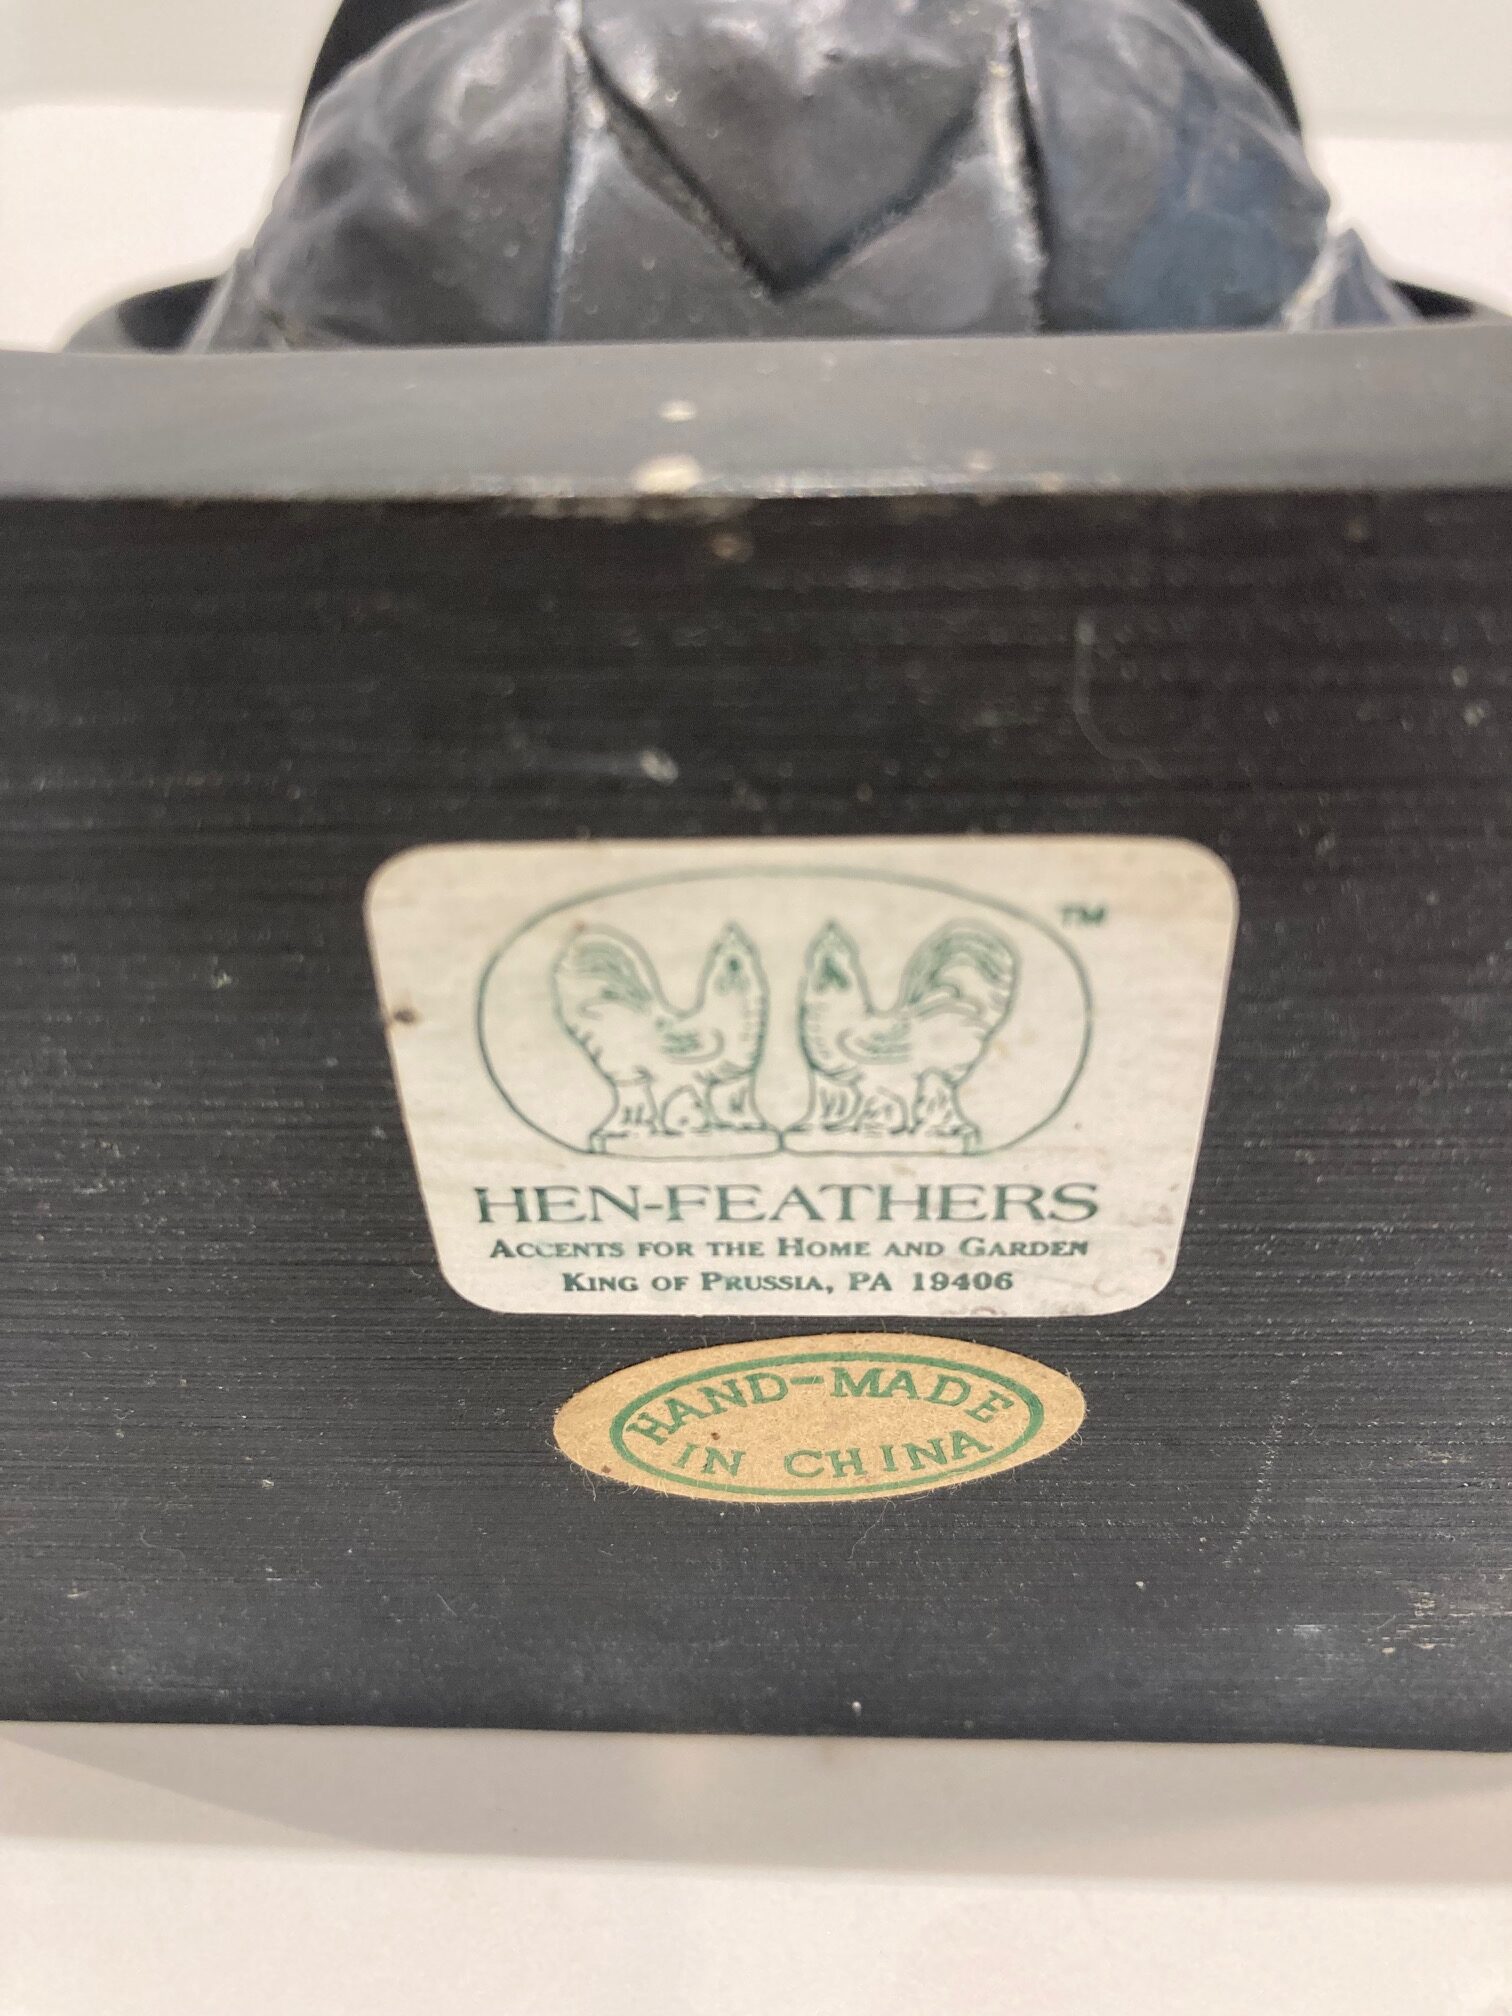 TM
HEN-FEATHERS
ACCENTS FOR THE HOME AND GARDEN
KING OF PRUSSIA, PA 19406
HAND-MADE
IN CHINA